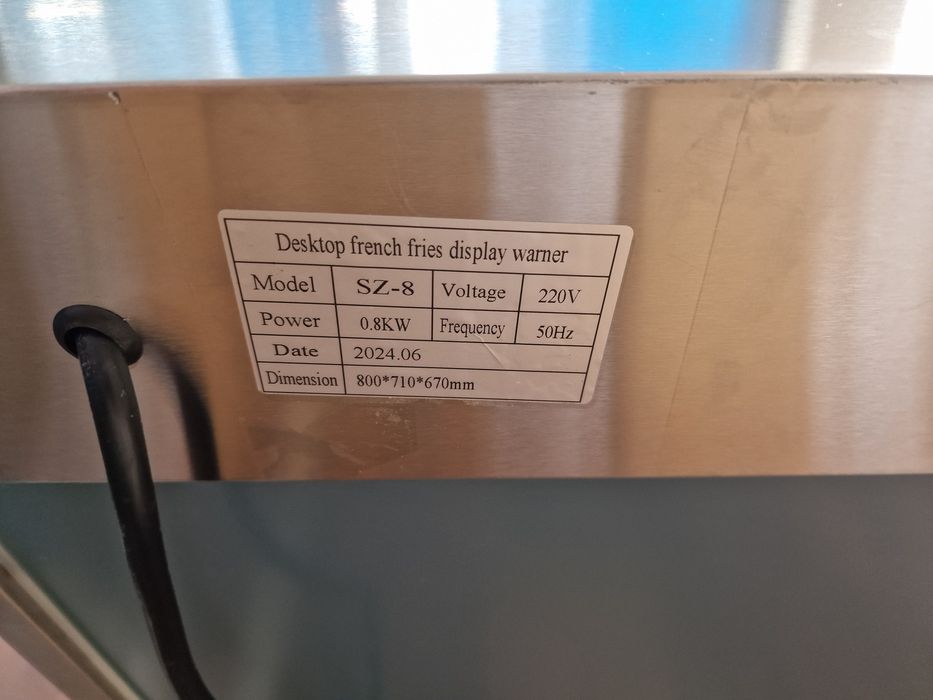 Desktop french fries display warner
Model SZ-8 Voltage 220V
Power 0.8KW Frequency 50Hz
Date 2024.06
Dimension 800*710*670mm